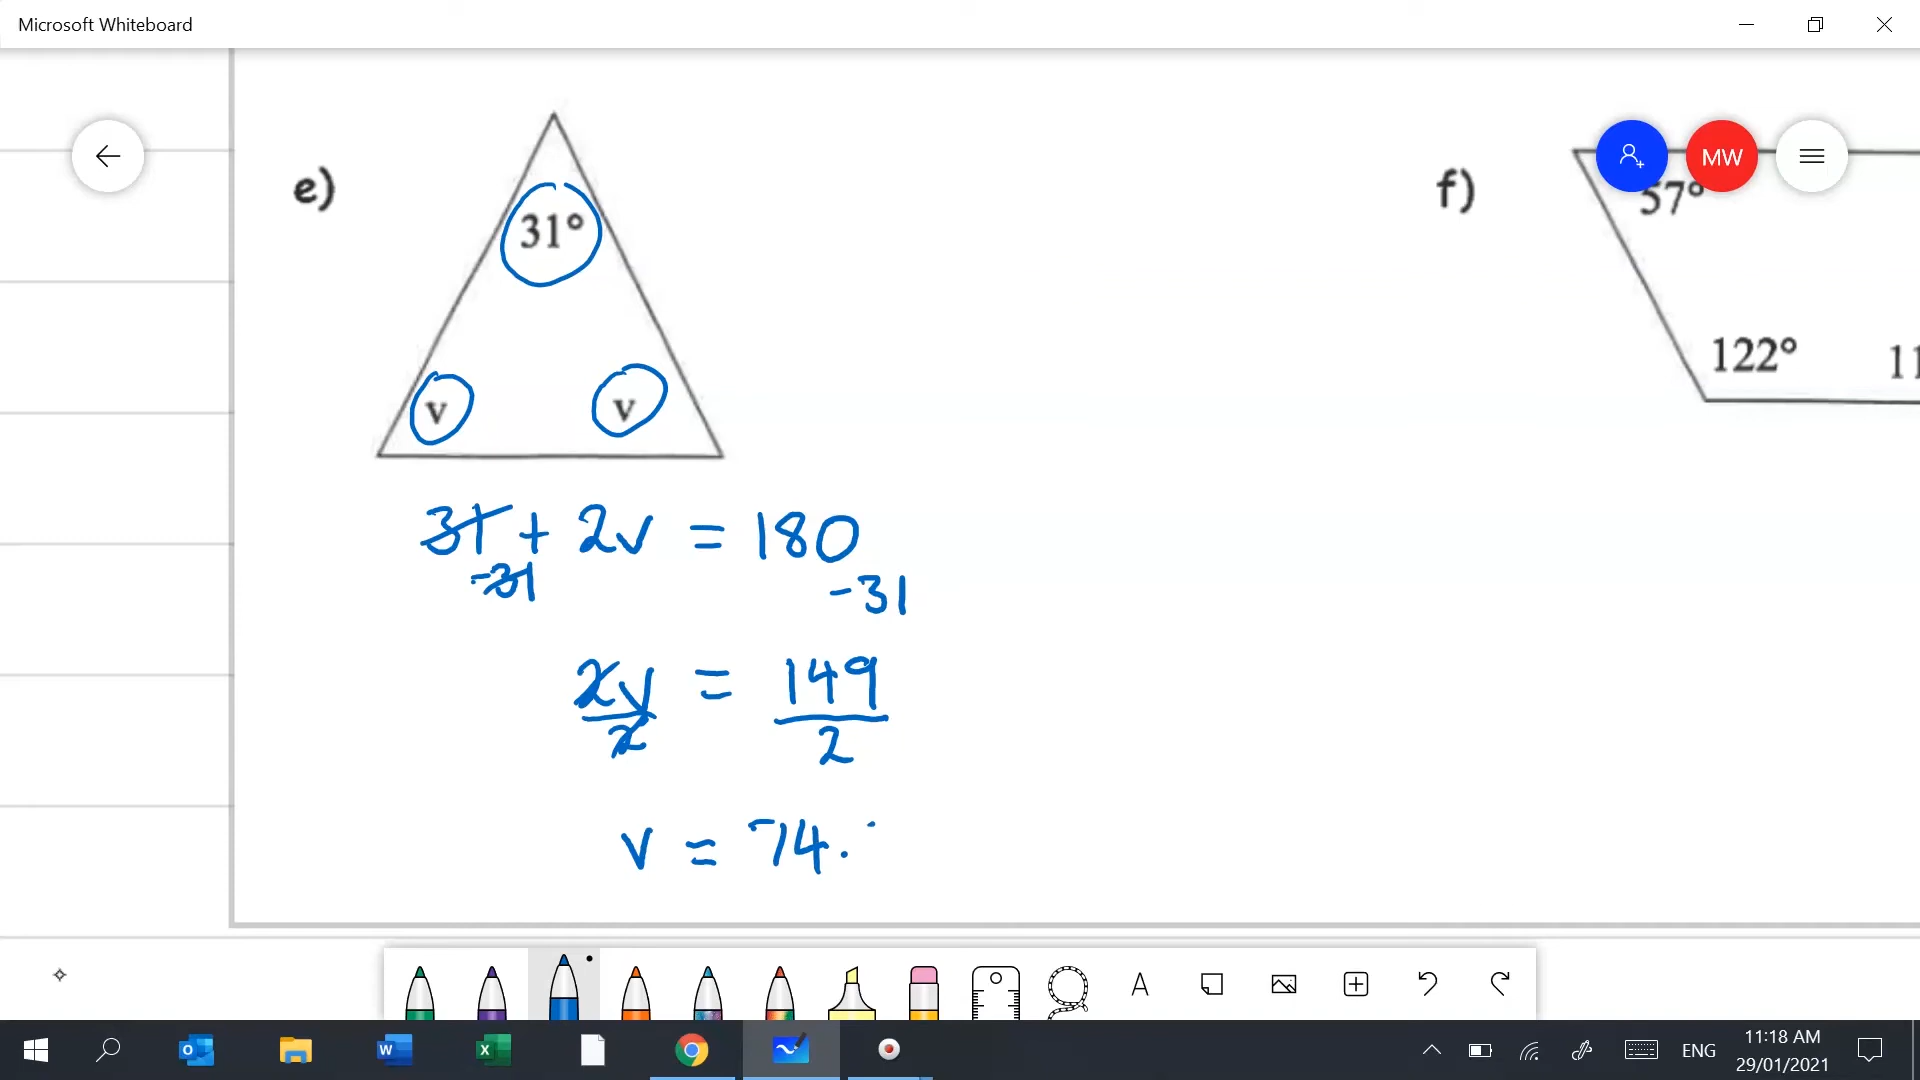 Microsoft Whiteboard
MW
e)
31°
v
v
f)
57°
122°
11
31 + 2v = 180
-31 -31
2v/2 = 149/2
v = 74.
A
ENG
11:18 AM
29/01/2021